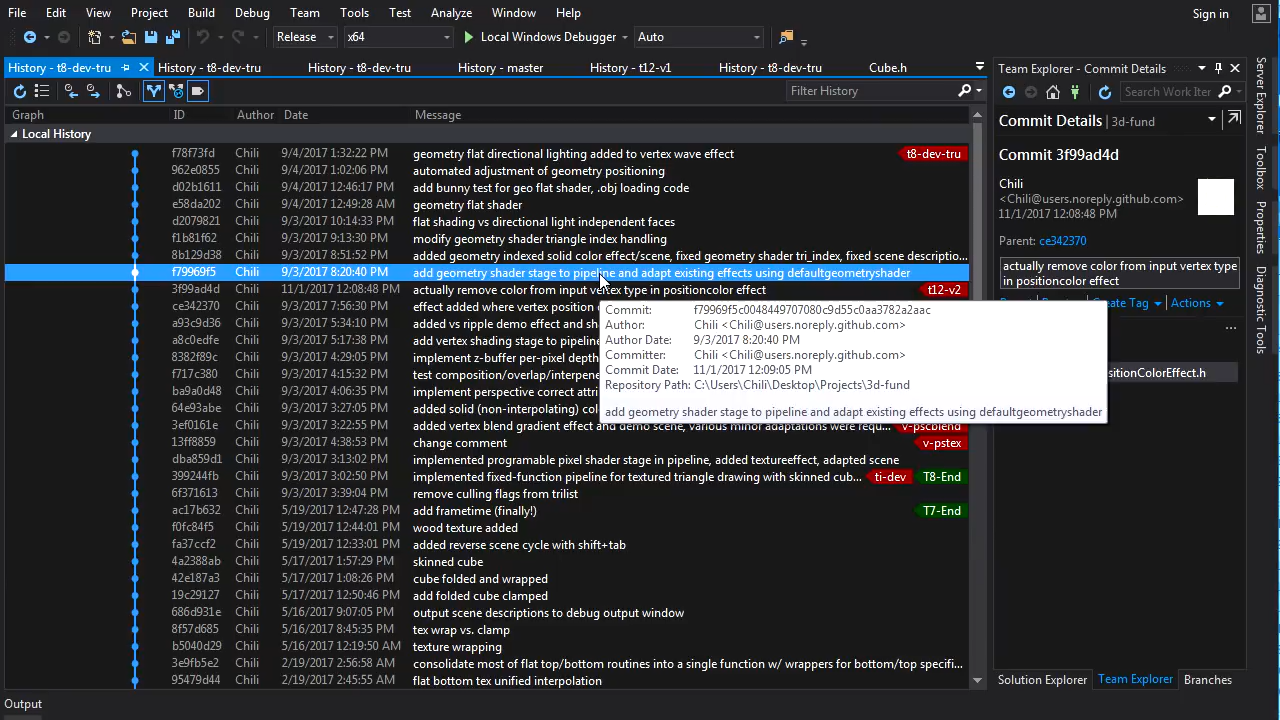 File Edit View Project Build Debug Team Tools Test Analyze Window Help
Sign in
Release x64 Local Windows Debugger Auto
History - t8-dev-tru History - t8-dev-tru History - t8-dev-tru History - master History - t12-v1 History - t8-dev-tru Cube.h
Filter History
Graph ID Author Date Message
Local History
f78f73fd Chili 9/4/2017 1:32:22 PM geometry flat directional lighting added to vertex wave effect t8-dev-tru
962e0855 Chili 9/4/2017 1:02:06 PM automated adjustment of geometry positioning
d02b1611 Chili 9/4/2017 12:46:17 PM add bunny test for geo flat shader, .obj loading code
e58da202 Chili 9/4/2017 12:49:28 AM geometry flat shader
d2079821 Chili 9/3/2017 10:14:33 PM flat shading vs directional light independent faces
f1b81f62 Chili 9/3/2017 9:13:30 PM modify geometry shader triangle index handling
8b129d38 Chili 9/3/2017 8:51:52 PM added geometry indexed solid color effect/scene, fixed geometry shader tri_index, fixed scene descriptio...
f79969f5 Chili 9/3/2017 8:20:40 PM add geometry shader stage to pipeline and adapt existing effects using defaultgeometryshader
3f99ad4d Chili 11/1/2017 12:08:48 PM actually remove color from input vertex type in positioncolor effect t12-v2
ce342370 Chili 9/3/2017 7:56:30 PM effect added where vertex position
a93c9d36 Chili 9/3/2017 5:34:10 PM added vs ripple demo effect and
a8c0edfe Chili 9/3/2017 5:32:18 PM add vertex shading stage to pipeline
8382f89c Chili 9/3/2017 4:29:05 PM implement z-buffer per-pixel depth
f717c380 Chili 9/3/2017 4:31:15 PM test composition/overlap/interpene
ba9a0d48 Chili 9/3/2017 3:29:36 PM implement perspective correct attri
64e93abe Chili 9/3/2017 3:27:10 PM added solid (non-interpolating) col
3ef0161e Chili 9/3/2017 3:22:55 PM added vertex blend gradient effect and demo scene, various minor adaptations were requ... v-pscblend
13ff8859 Chili 9/3/2017 4:38:53 PM change comment v-pstex
dba859d1 Chili 9/3/2017 3:13:02 PM implemented programable pixel shader stage in pipeline, added textureeffect, adapted scene
399244fb Chili 9/3/2017 3:02:50 PM implemented fixed-function pipeline for textured triangle drawing with skinned cub... ti-dev T8-End
6f371613 Chili 9/3/2017 3:39:04 PM remove culling flags from trilist
ac17b632 Chili 5/19/2017 12:47:28 PM add frametime (finally!) T7-End
f0fc84f5 Chili 5/19/2017 12:44:01 PM wood texture added
fa37ccf2 Chili 5/19/2017 12:33:01 PM added reverse scene cycle with shift+tab
4a2388ab Chili 5/17/2017 1:57:29 PM skinned cube
42e187a3 Chili 5/17/2017 1:08:26 PM cube folded and wrapped
19c29127 Chili 5/17/2017 12:50:46 PM add folded cube clamped
686d931e Chili 5/16/2017 9:07:05 PM output scene descriptions to debug output window
8f57d685 Chili 5/16/2017 8:45:35 PM tex wrap vs. clamp
b5040d29 Chili 5/16/2017 12:19:50 AM texture wrapping
3e9fb5e2 Chili 2/19/2017 2:56:58 AM consolidate most of flat top/bottom routines into a single function w/ wrappers for bottom/top specifi...
95479d44 Chili 2/19/2017 2:45:55 AM flat bottom tex unified interpolation
Commit: f79969f5c0048449707080c9d55c0aa3782a2aac
Author: Chili <Chili@users.noreply.github.com>
Author Date: 9/3/2017 8:20:40 PM
Committer: Chili <Chili@users.noreply.github.com>
Commit Date: 11/1/2017 12:09:05 PM
Repository Path: C:\Users\Chili\Desktop\Projects\3d-fund
add geometry shader stage to pipeline and adapt existing effects using defaultgeometryshader
Team Explorer - Commit Details
Search Work Iter
Commit Details | 3d-fund
Commit 3f99ad4d
Chili
<Chili@users.noreply.github.com>
11/1/2017 12:08:48 PM
Parent: ce342370
actually remove color from input vertex type
in positioncolor effect
Create Tag Actions
sitionColorEffect.h
Solution Explorer Team Explorer Branches
Server Explorer
Toolbox
Properties
Diagnostic Tools
Output